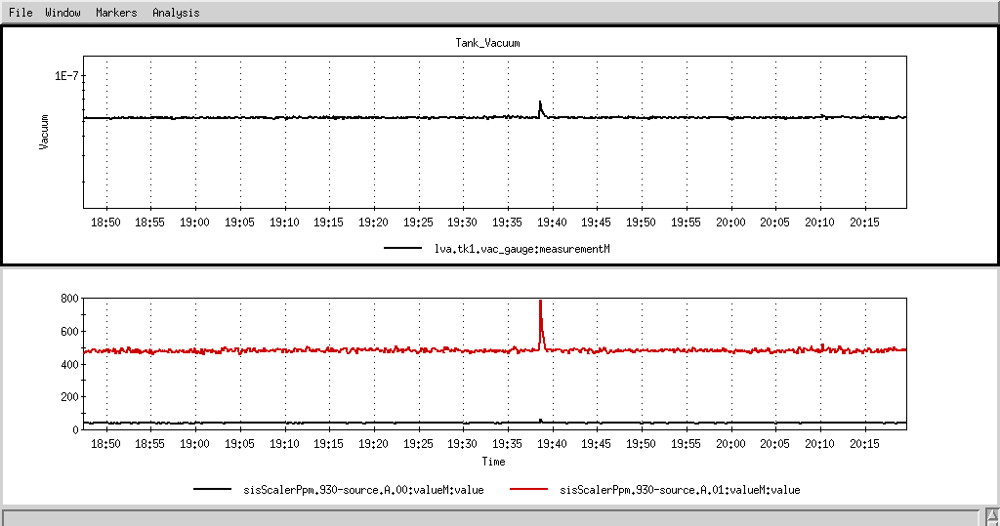 File Window Markers Analysis
Tank_Vacuum
1E-7
Vacuum
18:50 18:55 19:00 19:05 19:10 19:15 19:20 19:25 19:30 19:35 19:40 19:45 19:50 19:55 20:00 20:05 20:10 20:15
lva.tk1.vac_gauge:measurementM
800
600
400
200
0
18:50 18:55 19:00 19:05 19:10 19:15 19:20 19:25 19:30 19:35 19:40 19:45 19:50 19:55 20:00 20:05 20:10 20:15
Time
sisScalerPpm.930-source.A.00:valueM:value sisScalerPpm.930-source.A.01:valueM:value